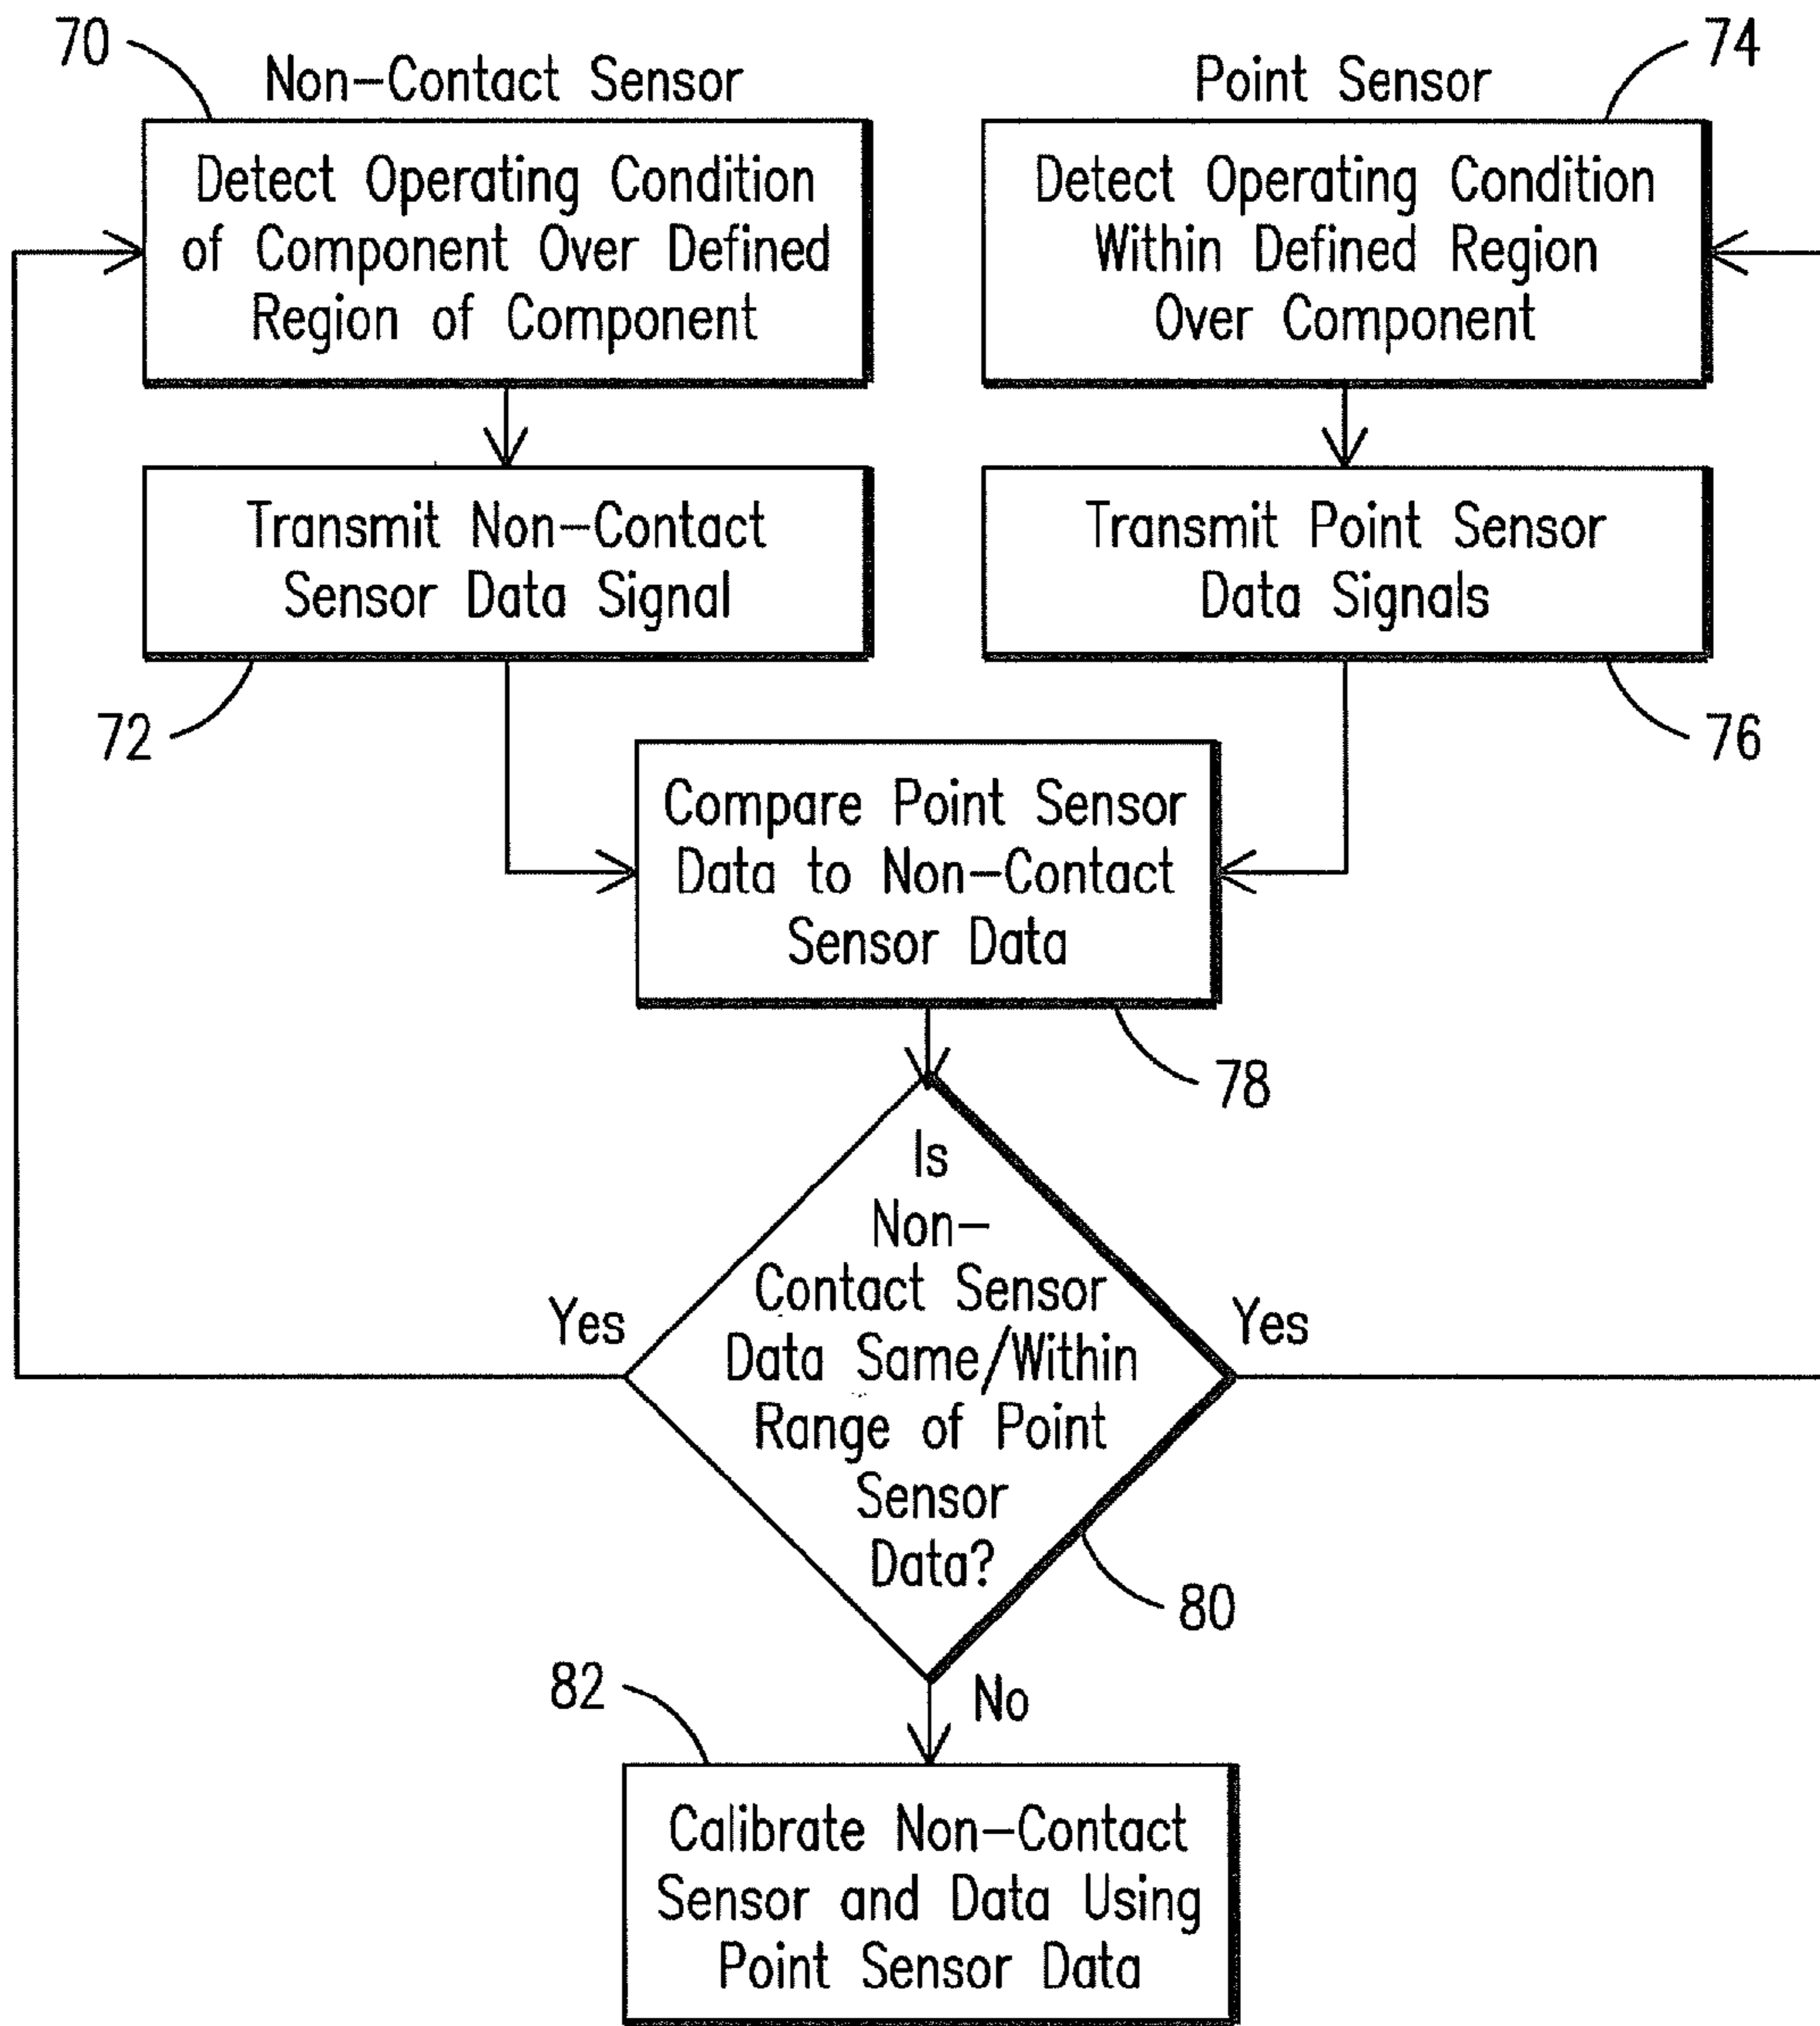 70
Non-Contact Sensor
Detect Operating Condition
of Component Over Defined
Region of Component
Point Sensor
74
Detect Operating Condition
Within Defined Region
Over Component
Transmit Non-Contact
Sensor Data Signal
72
Transmit Point Sensor
Data Signals
76
Compare Point Sensor
Data to Non-Contact
Sensor Data
78
Is
Non-
Contact Sensor
Data Same/Within
Range of Point
Sensor
Data?
Yes
Yes
80
No
82
Calibrate Non-Contact
Sensor and Data Using
Point Sensor Data